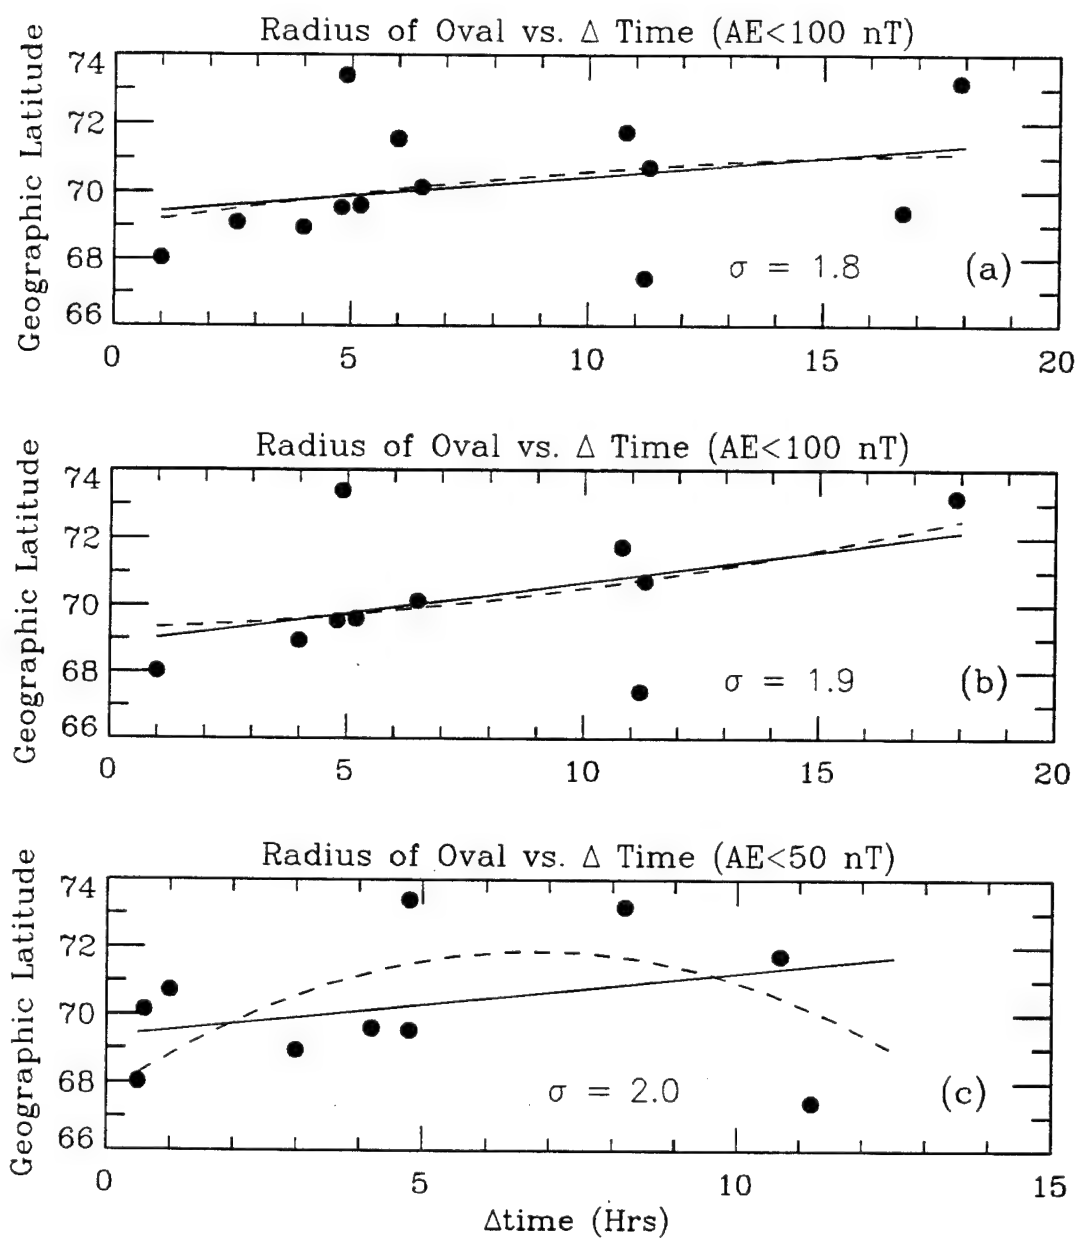 Radius of Oval vs. Δ Time (AE<100 nT)
Geographic Latitude
74
72
70
68
66
σ = 1.8
(a)
0 5 10 15 20
Radius of Oval vs. Δ Time (AE<100 nT)
Geographic Latitude
74
72
70
68
66
σ = 1.9
(b)
0 5 10 15 20
Radius of Oval vs. Δ Time (AE<50 nT)
Geographic Latitude
74
72
70
68
66
σ = 2.0
(c)
0 5 10 15
Δtime (Hrs)